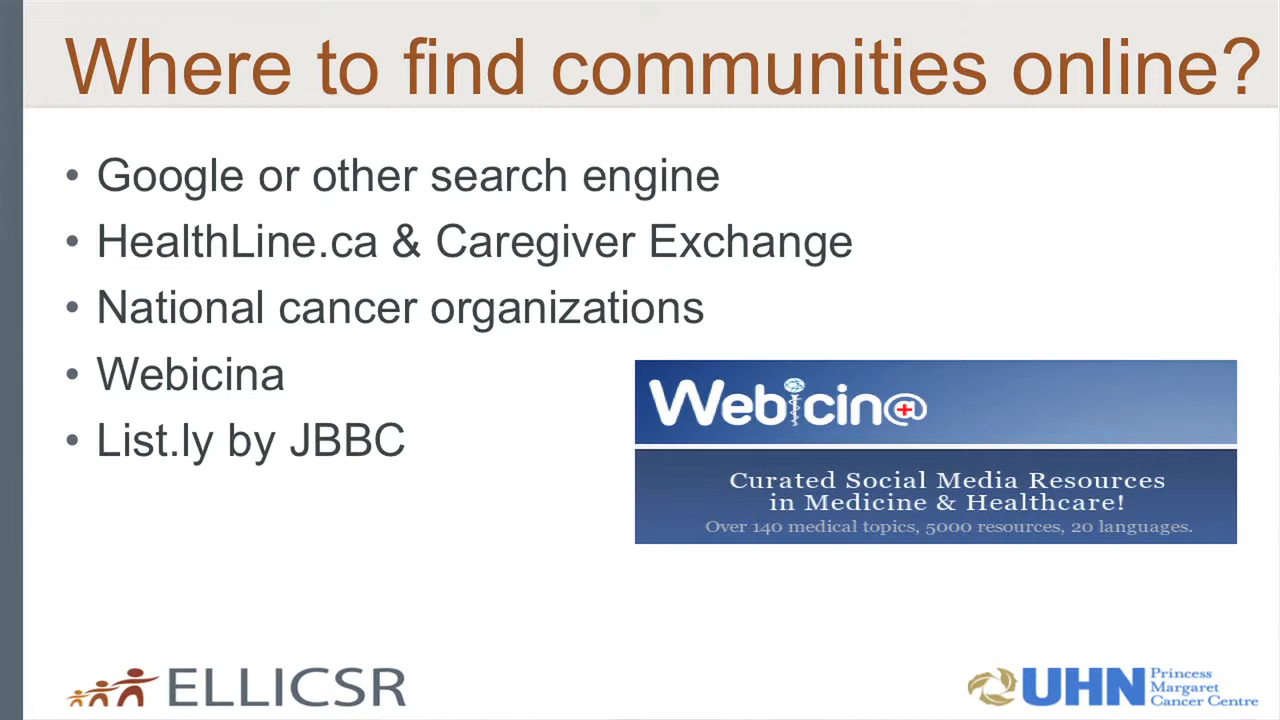 Where to find communities online?
• Google or other search engine
• HealthLine.ca & Caregiver Exchange
• National cancer organizations
• Webicina
• List.ly by JBBC
Webicin@
Curated Social Media Resources
in Medicine & Healthcare!
Over 140 medical topics, 5000 resources, 20 languages.
ELLICSR
UHN
Princess
Margaret
Cancer Centre